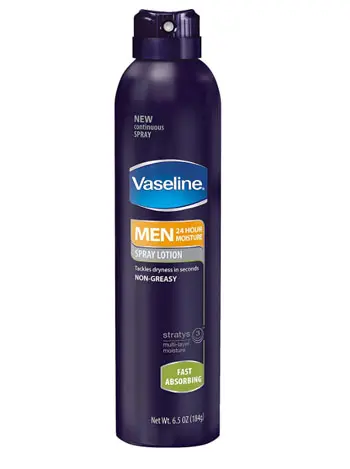 NEW
continuous
SPRAY
Vaseline®
MEN 24 HOUR
MOISTURE
SPRAY LOTION
Tackles dryness in seconds
NON-GREASY
stratys 3
multi-layer
moisture
FAST
ABSORBING
Net Wt. 6.5 OZ (184g)